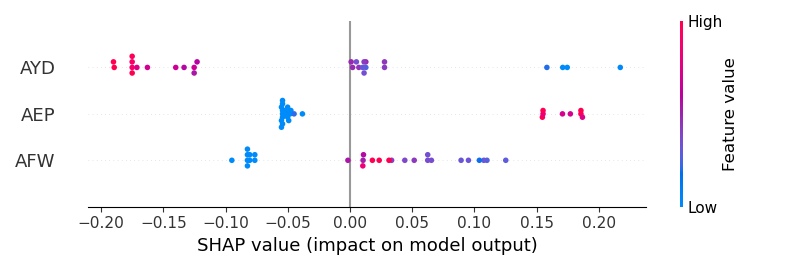 High
AYD
AEP
AFW
Feature value
Low
−0.20 −0.15 −0.10 −0.05 0.00 0.05 0.10 0.15 0.20
SHAP value (impact on model output)